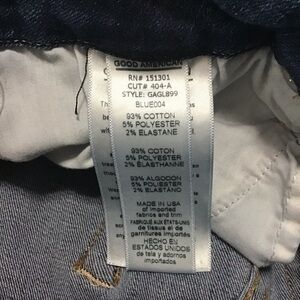 GOOD AMERICAN
RN# 151301
CUT# 404-A
STYLE: GAGL899
BLUE004
93% COTTON
5% POLYESTER
2% ELASTANE
93% COTON
5% POLYESTER
2% ÉLASTHANNE
93% ALGODÓN
5% POLIÉSTER
2% ELASTANO
MADE IN USA
of imported
fabrics and trim
FABRIQUÉ AUX ÉTATS-UNIS
de tissus et de
garnitures importés
HECHO EN
ESTADOS UNIDOS
de tela y adornos
importados